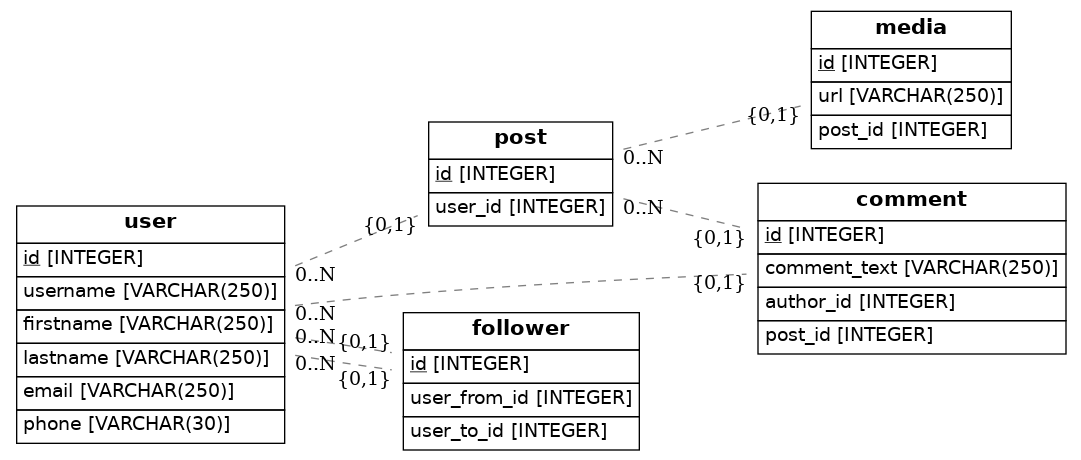 media
id [INTEGER]
url [VARCHAR(250)]
post_id [INTEGER]
{0,1}
0..N
post
id [INTEGER]
user_id [INTEGER]
0..N
{0,1}
comment
id [INTEGER]
comment_text [VARCHAR(250)]
author_id [INTEGER]
post_id [INTEGER]
user
id [INTEGER]
username [VARCHAR(250)]
firstname [VARCHAR(250)]
lastname [VARCHAR(250)]
email [VARCHAR(250)]
phone [VARCHAR(30)]
{0,1}
0..N
{0,1}
0..N
0..N
{0,1}
0..N
{0,1}
follower
id [INTEGER]
user_from_id [INTEGER]
user_to_id [INTEGER]